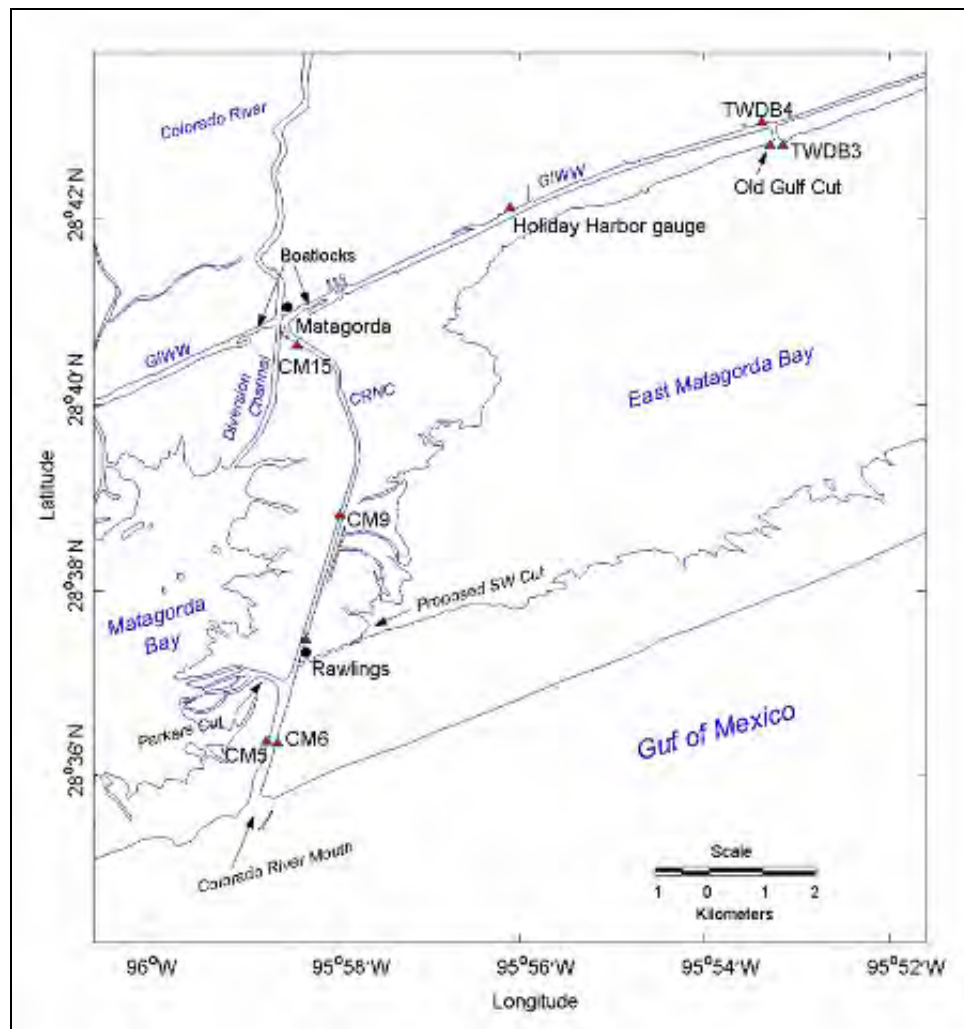 Colorado River
TWDB4
TWDB3
Old Gulf Cut
GIWW
Holiday Harbor gauge
28°42'N
Boatlocks
Matagorda
GIWW
CM15
28°40'N
Diversion
Channel
CRNC
East Matagorda Bay
Latitude
CM9
28°38'N
Proposed SW Cut
Matagorda
Bay
Rawlings
Parkers Cut
CM5
CM6
28°36'N
Guf of Mexico
Colorado River Mouth
Scale
1 0 1 2
Kilometers
96°W
95°58'W
95°56'W
95°54'W
95°52'W
Longitude